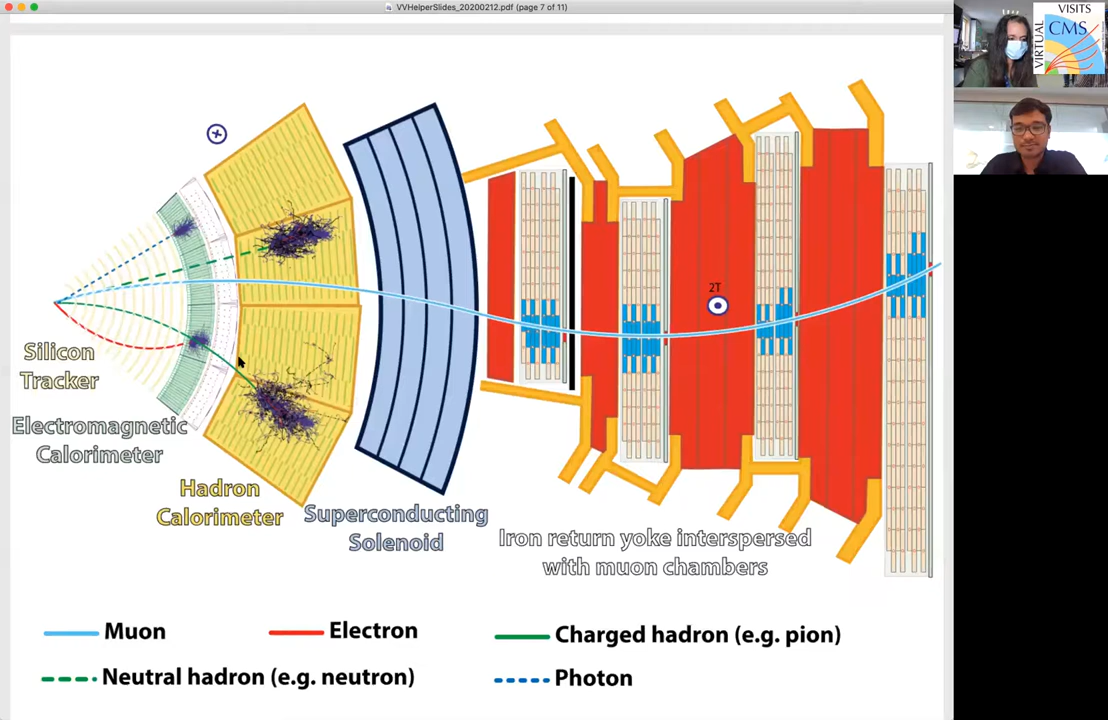 VVHelperSlides_20200212.pdf (page 7 of 11)
VISITS
VIRTUAL
CMS
2T
Silicon
Tracker
Electromagnetic
Calorimeter
Hadron
Calorimeter
Superconducting
Solenoid
Iron return yoke interspersed
with muon chambers
Muon
Electron
Charged hadron (e.g. pion)
Neutral hadron (e.g. neutron)
Photon